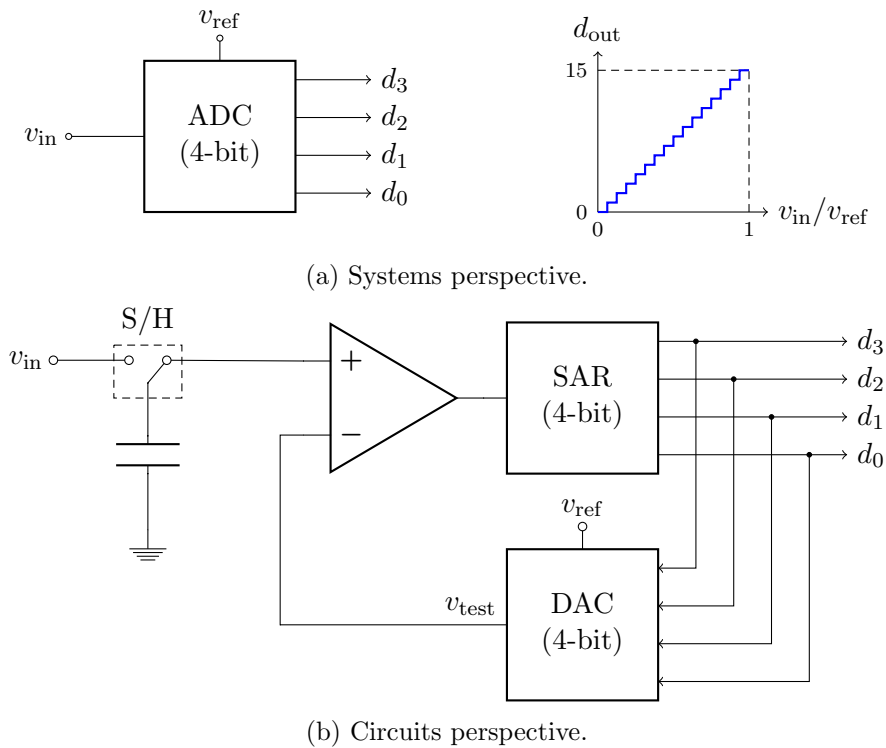 v_ref
v_in
ADC
(4-bit)
d_3
d_2
d_1
d_0
d_out
15
0
0
1
v_in/v_ref
(a) Systems perspective.
S/H
v_in
+
−
SAR
(4-bit)
d_3
d_2
d_1
d_0
v_ref
v_test
DAC
(4-bit)
(b) Circuits perspective.